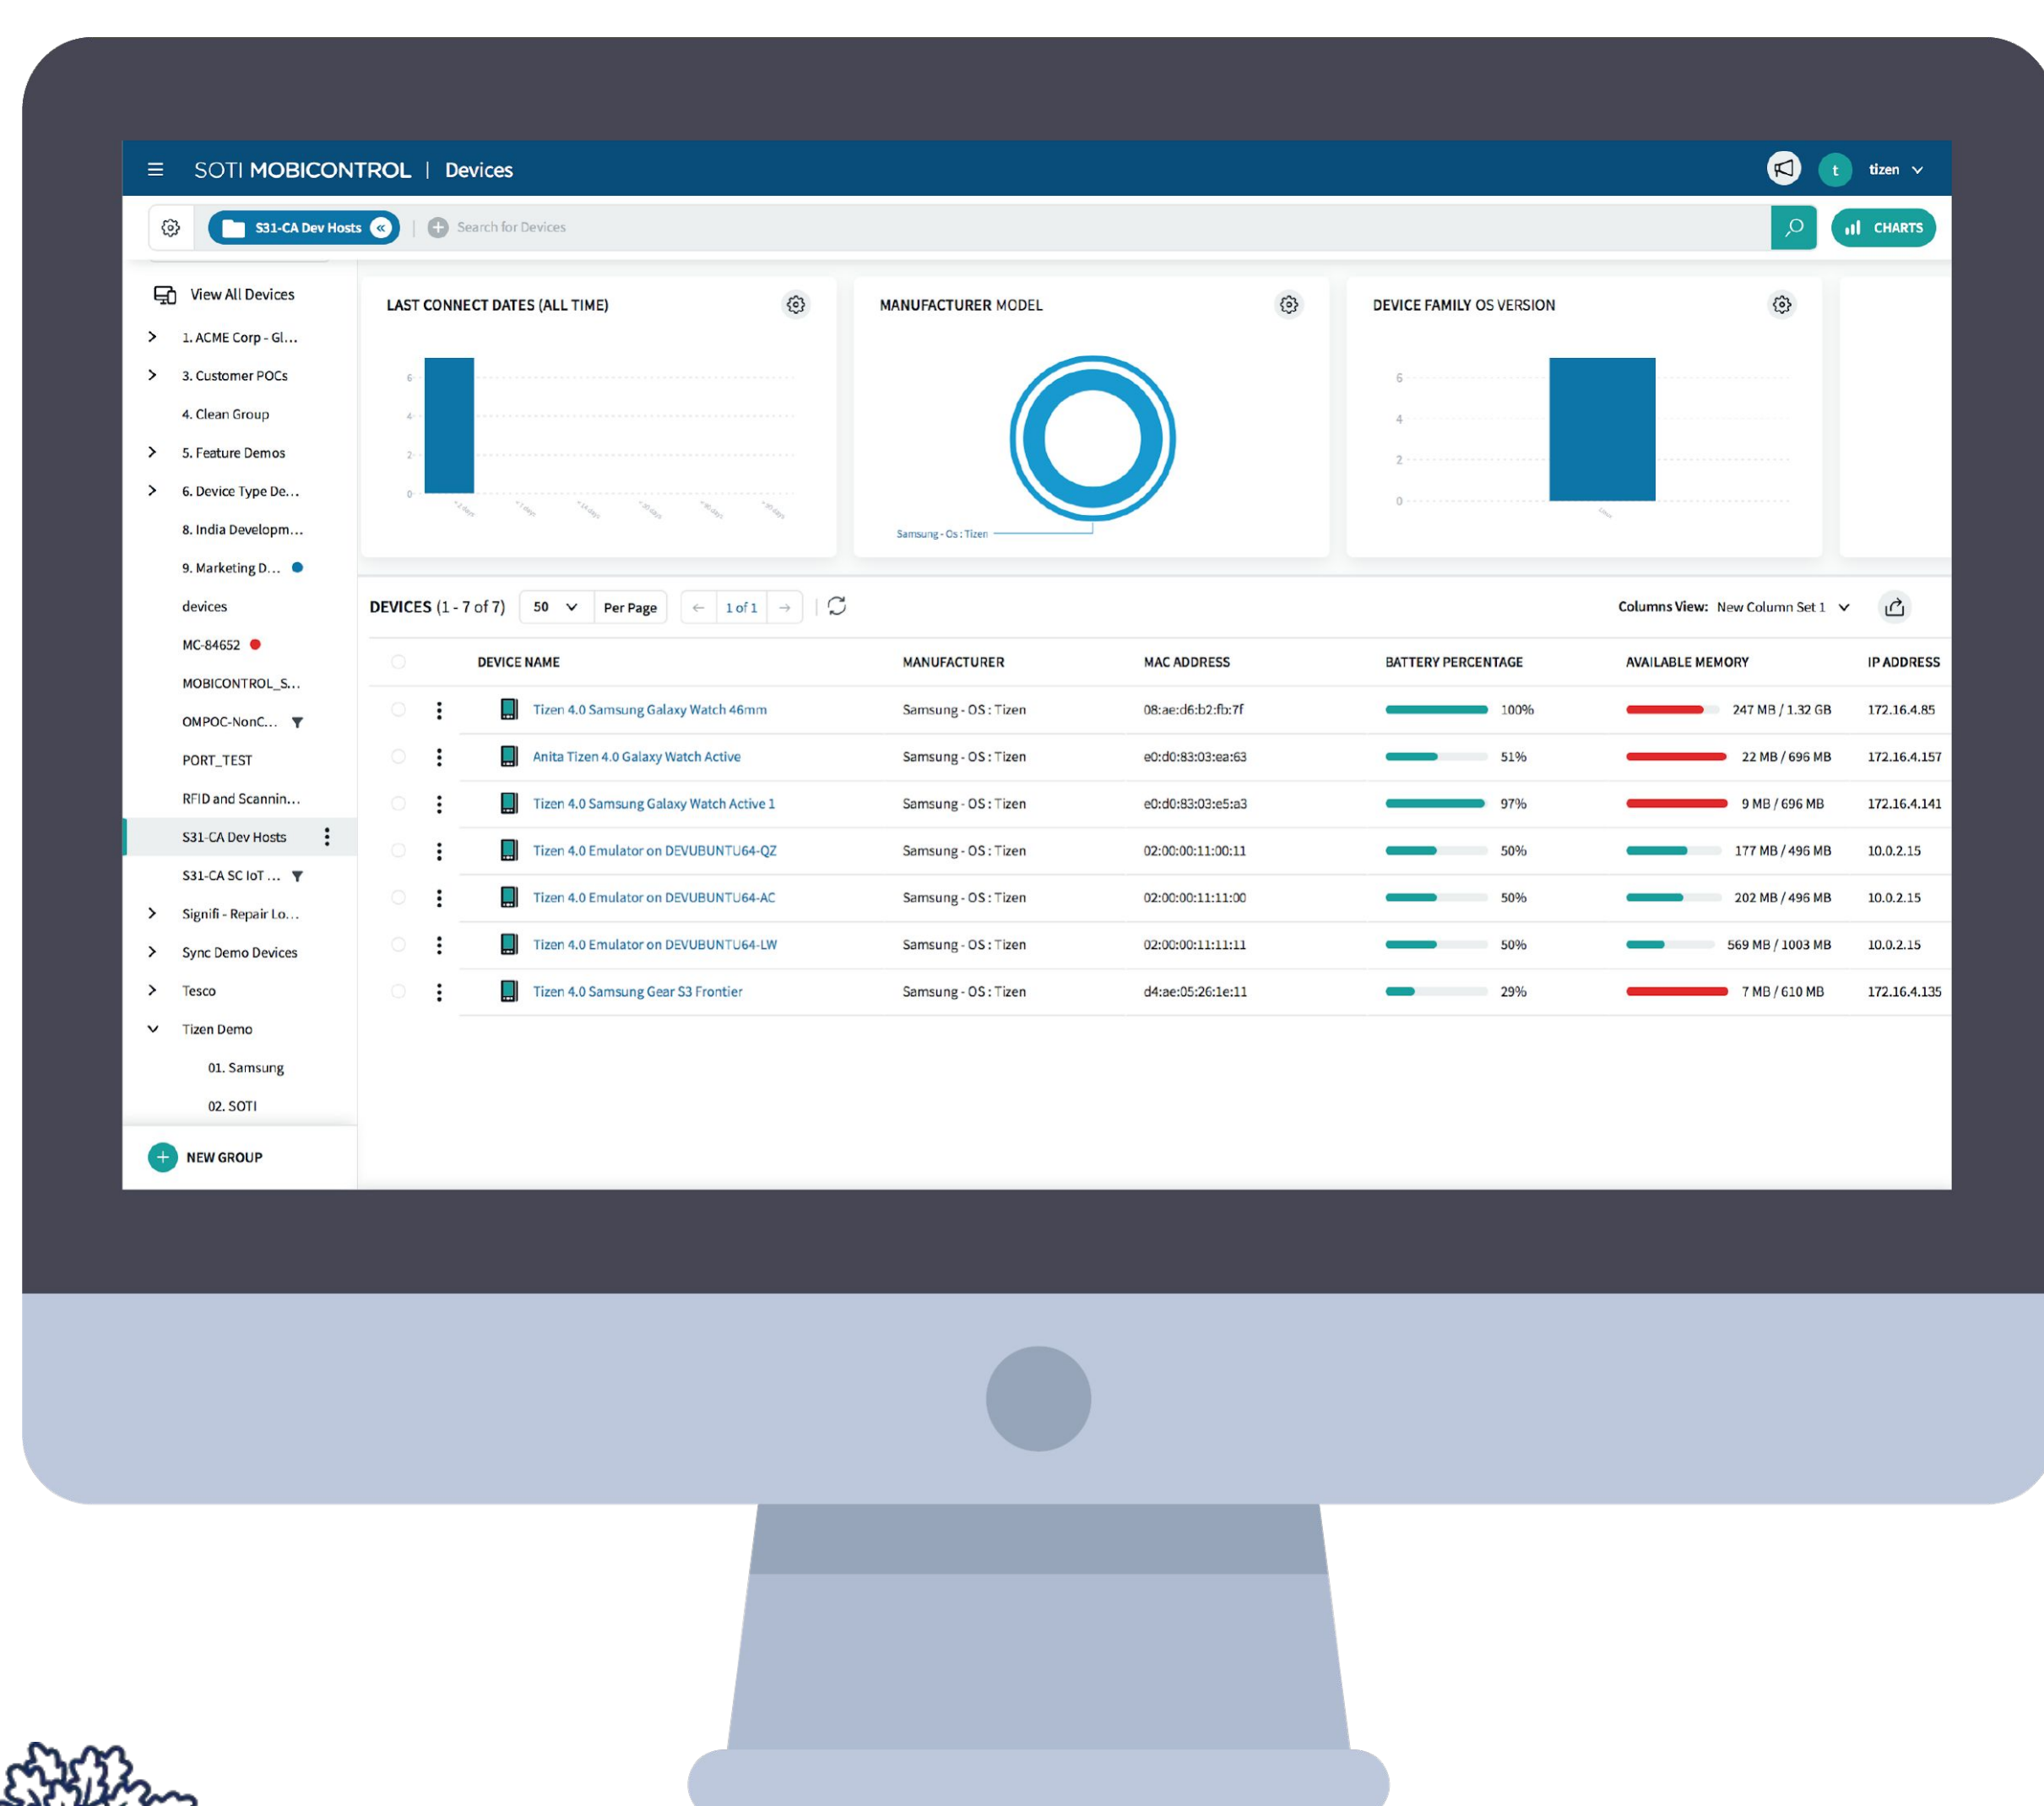 SOTI MOBICONTROL | Devices
t tizen
S31-CA Dev Hosts
Search for Devices
CHARTS
View All Devices
1. ACME Corp - Gl...
3. Customer POCs
4. Clean Group
5. Feature Demos
6. Device Type De...
8. India Developm...
9. Marketing D...
devices
MC-84652
MOBICONTROL_S...
OMPOC-NonC...
PORT_TEST
RFID and Scannin...
S31-CA Dev Hosts
S31-CA SC IoT ...
Signifi - Repair Lo...
Sync Demo Devices
Tesco
Tizen Demo
01. Samsung
02. SOTI
NEW GROUP
LAST CONNECT DATES (ALL TIME)
6
4
2
0
MANUFACTURER MODEL
Samsung - Os : Tizen
DEVICE FAMILY OS VERSION
6
4
2
0
Linux
DEVICES (1 - 7 of 7) 50 Per Page 1 of 1
Columns View: New Column Set 1
DEVICE NAME MANUFACTURER MAC ADDRESS BATTERY PERCENTAGE AVAILABLE MEMORY IP ADDRESS
Tizen 4.0 Samsung Galaxy Watch 46mm Samsung - OS : Tizen 08:ae:d6:b2:fb:7f 100% 247 MB / 1.32 GB 172.16.4.85
Anita Tizen 4.0 Galaxy Watch Active Samsung - OS : Tizen e0:d0:83:03:ea:63 51% 22 MB / 696 MB 172.16.4.157
Tizen 4.0 Samsung Galaxy Watch Active 1 Samsung - OS : Tizen e0:d0:83:03:e5:a3 97% 9 MB / 696 MB 172.16.4.141
Tizen 4.0 Emulator on DEVUBUNTU64-QZ Samsung - OS : Tizen 02:00:00:11:00:11 50% 177 MB / 496 MB 10.0.2.15
Tizen 4.0 Emulator on DEVUBUNTU64-AC Samsung - OS : Tizen 02:00:00:11:11:00 50% 202 MB / 496 MB 10.0.2.15
Tizen 4.0 Emulator on DEVUBUNTU64-LW Samsung - OS : Tizen 02:00:00:11:11:11 50% 569 MB / 1003 MB 10.0.2.15
Tizen 4.0 Samsung Gear S3 Frontier Samsung - OS : Tizen d4:ae:05:26:1e:11 29% 7 MB / 610 MB 172.16.4.135